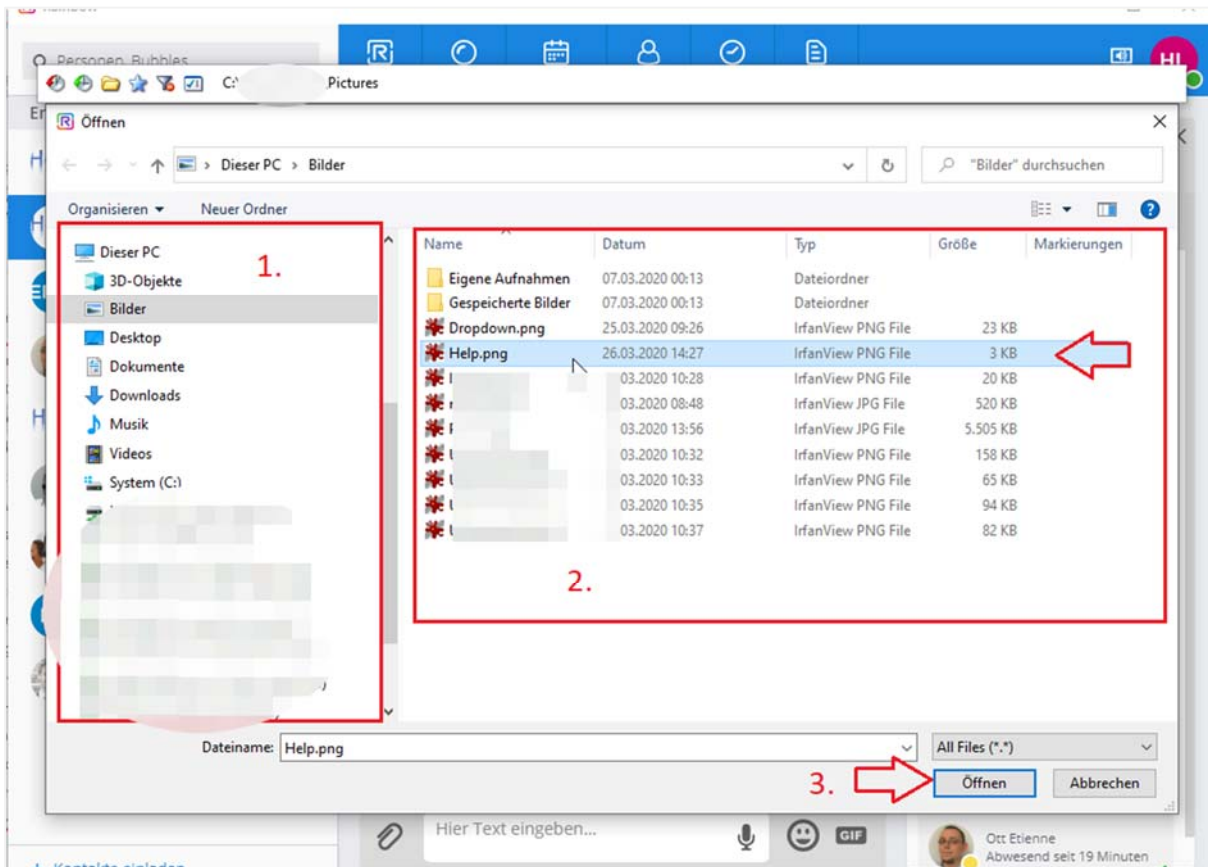 Personen, Bubbles
HL
C:\ Pictures
Öffnen
Dieser PC > Bilder
"Bilder" durchsuchen
Organisieren
Neuer Ordner
Dieser PC
3D-Objekte
Bilder
Desktop
Dokumente
Downloads
Musik
Videos
System (C:)
1.
Name Datum Typ Größe Markierungen
Eigene Aufnahmen 07.03.2020 00:13 Dateiordner
Gespeicherte Bilder 07.03.2020 00:13 Dateiordner
Dropdown.png 25.03.2020 09:26 IrfanView PNG File 23 KB
Help.png 26.03.2020 14:27 IrfanView PNG File 3 KB
03.2020 10:28 IrfanView PNG File 20 KB
03.2020 08:48 IrfanView JPG File 520 KB
03.2020 13:56 IrfanView JPG File 5.505 KB
03.2020 10:32 IrfanView PNG File 158 KB
03.2020 10:33 IrfanView PNG File 65 KB
03.2020 10:35 IrfanView PNG File 94 KB
03.2020 10:37 IrfanView PNG File 82 KB
2.
Dateiname: Help.png
All Files (*.*)
3.
Öffnen
Abbrechen
Hier Text eingeben...
GIF
Ott Etienne
Abwesend seit 19 Minuten
Kontakte einladen